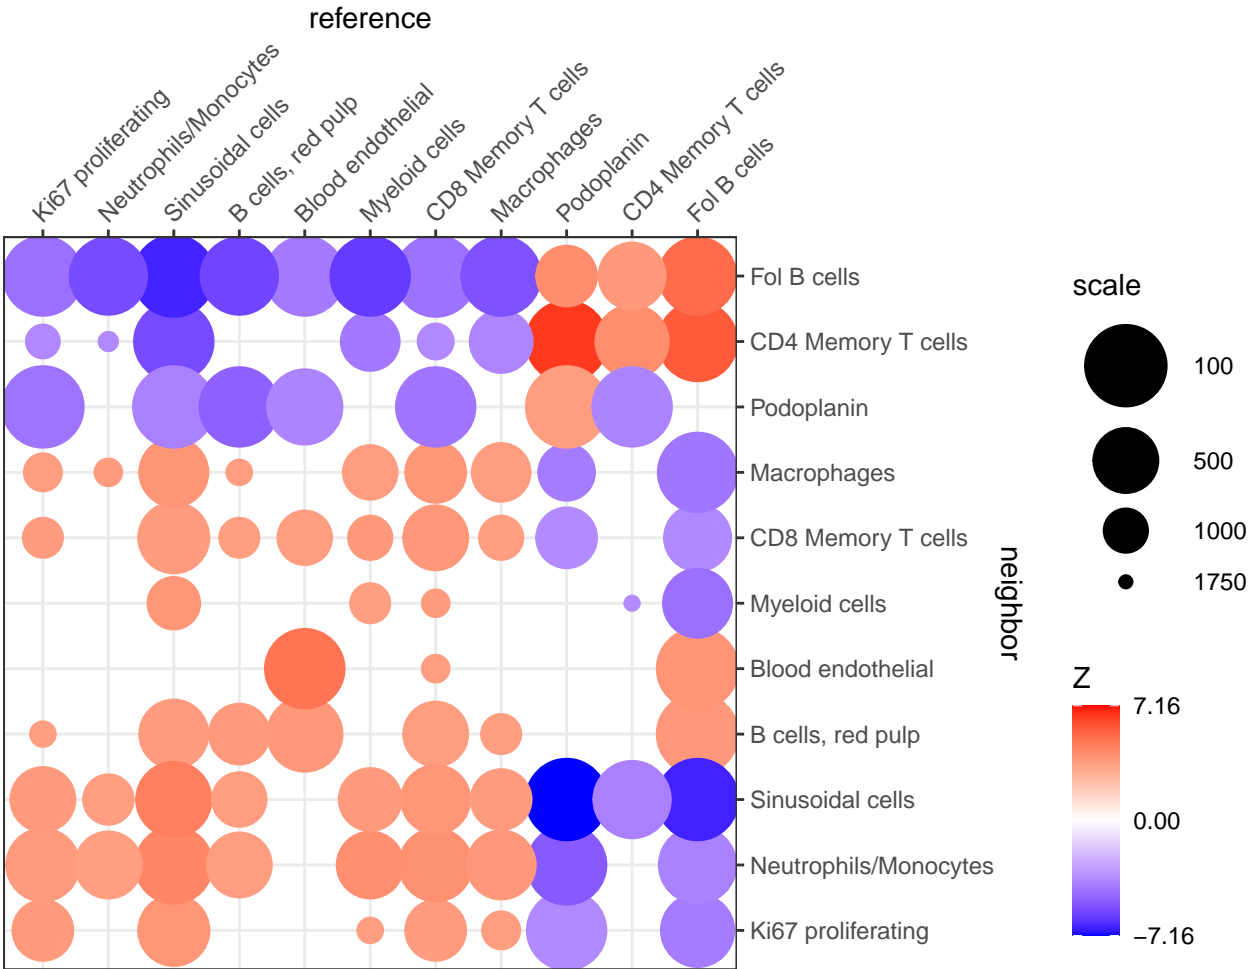 reference
Ki67 proliferating
Neutrophils/Monocytes
Sinusoidal cells
B cells, red pulp
Blood endothelial
Myeloid cells
CD8 Memory T cells
Macrophages
Podoplanin
CD4 Memory T cells
Fol B cells
Fol B cells
CD4 Memory T cells
Podoplanin
Macrophages
CD8 Memory T cells
Myeloid cells
Blood endothelial
B cells, red pulp
Sinusoidal cells
Neutrophils/Monocytes
Ki67 proliferating
neighbor
scale
100
500
1000
1750
Z
7.16
0.00
−7.16